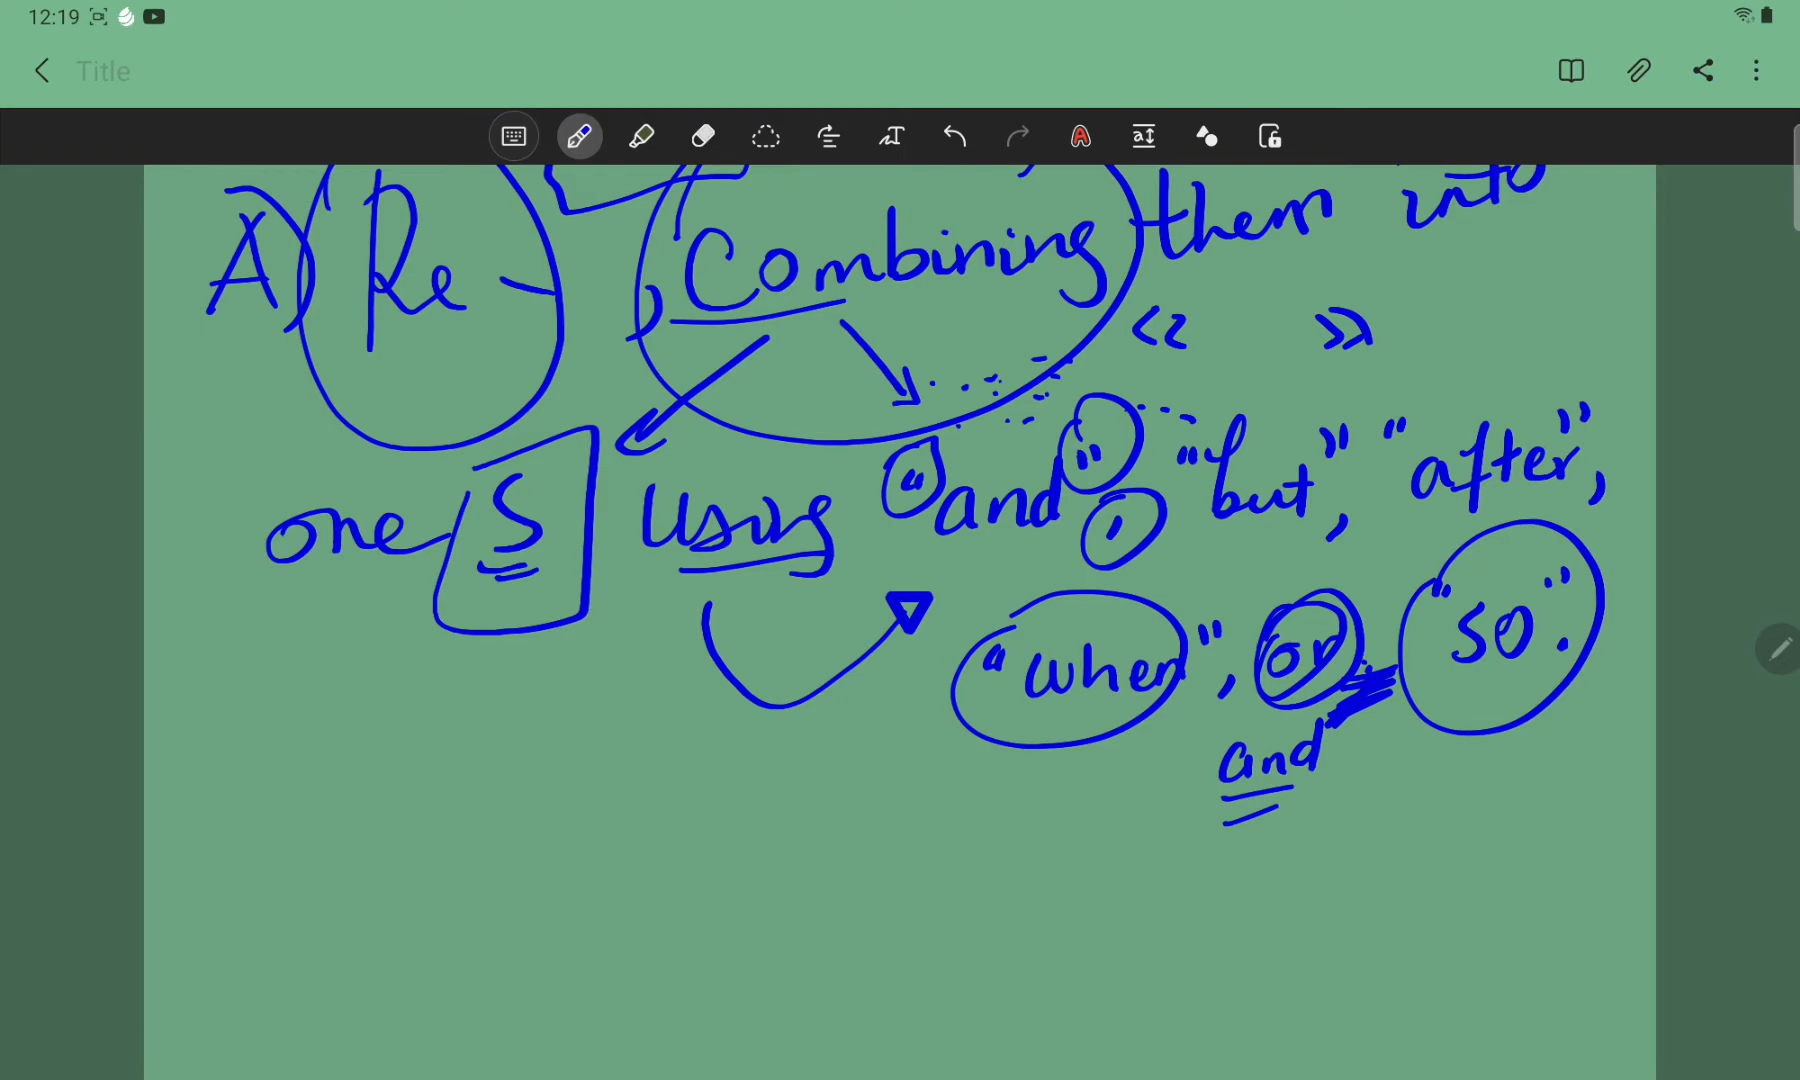 12:19
Title
A) Re- Combining them into
« »
one S using "and", "but", "after",
"when", or "so".
and